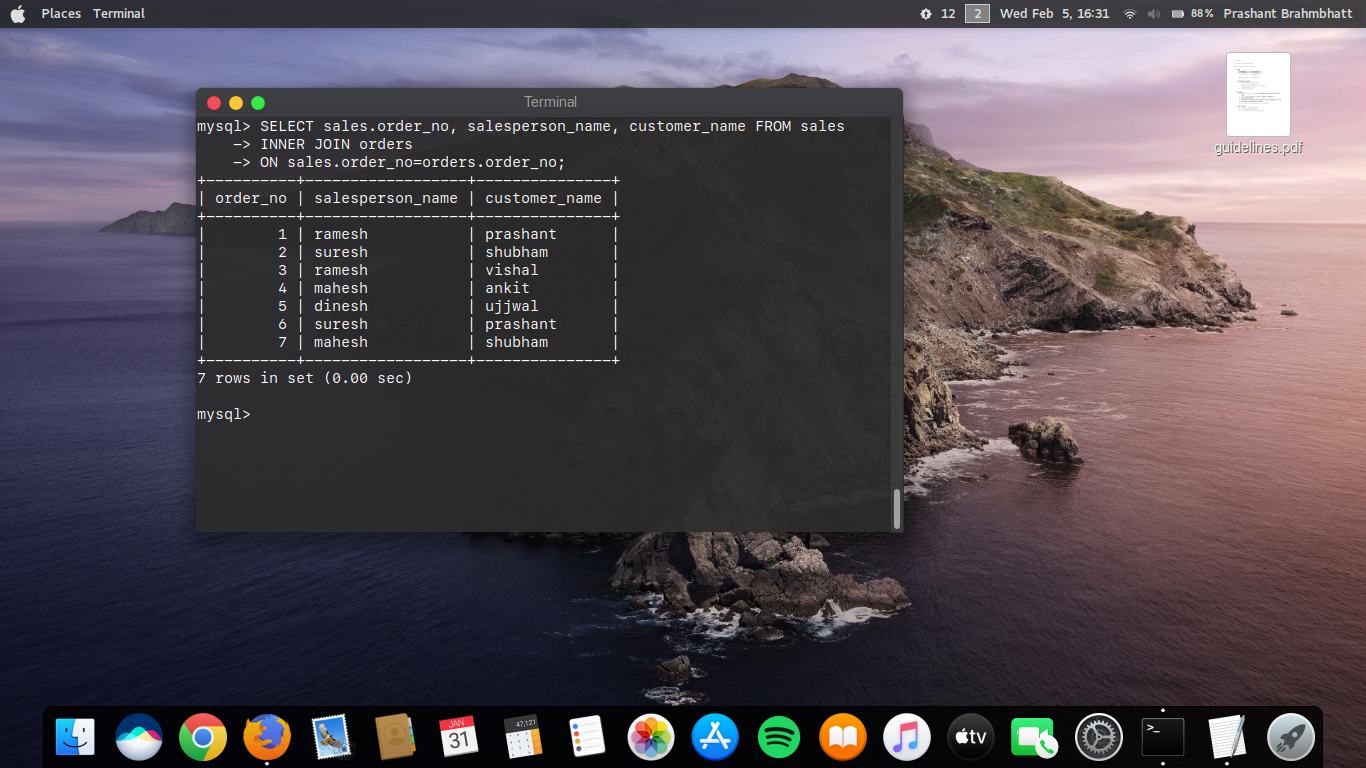 Places Terminal 12 2 Wed Feb 5, 16:31 88 % Prashant Brahmbhatt
guidelines.pdf
Terminal
mysql> SELECT sales.order_no, salesperson_name, customer_name FROM sales
    -> INNER JOIN orders
    -> ON sales.order_no=orders.order_no;
+----------+------------------+---------------+
| order_no | salesperson_name | customer_name |
+----------+------------------+---------------+
|        1 | ramesh           | prashant      |
|        2 | suresh           | shubham       |
|        3 | ramesh           | vishal        |
|        4 | mahesh           | ankit         |
|        5 | dinesh           | ujjwal        |
|        6 | suresh           | prashant      |
|        7 | mahesh           | shubham       |
+----------+------------------+---------------+
7 rows in set (0.00 sec)
mysql>
JAN
31
47,121
tv
>_